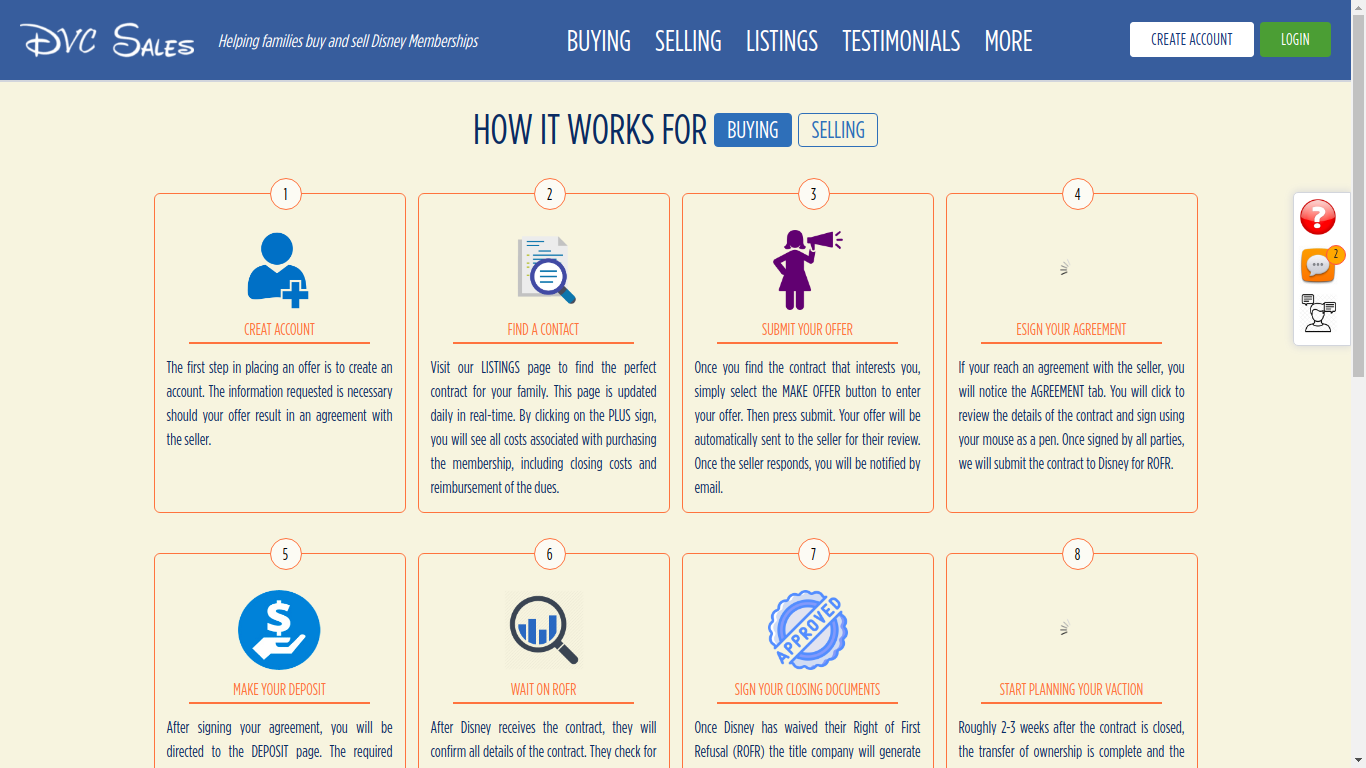 DVC SALES
Helping families buy and sell Disney Memberships
BUYING SELLING LISTINGS TESTIMONIALS MORE
CREATE ACCOUNT
LOGIN
HOW IT WORKS FOR BUYING SELLING
1
CREAT ACCOUNT
The first step in placing an offer is to create an
account. The information requested is necessary
should your offer result in an agreement with
the seller.
2
FIND A CONTACT
Visit our LISTINGS page to find the perfect
contract for your family. This page is updated
daily in real-time. By clicking on the PLUS sign,
you will see all costs associated with purchasing
the membership, including closing costs and
reimbursement of the dues.
3
SUBMIT YOUR OFFER
Once you find the contract that interests you,
simply select the MAKE OFFER button to enter
your offer. Then press submit. Your offer will be
automatically sent to the seller for their review.
Once the seller responds, you will be notified by
email.
4
ESIGN YOUR AGREEMENT
If your reach an agreement with the seller, you
will notice the AGREEMENT tab. You will click to
review the details of the contract and sign using
your mouse as a pen. Once signed by all parties,
we will submit the contract to Disney for ROFR.
?
2
5
$
MAKE YOUR DEPOSIT
After signing your agreement, you will be
directed to the DEPOSIT page. The required
6
WAIT ON ROFR
After Disney receives the contract, they will
confirm all details of the contract. They check for
7
APPROVED
SIGN YOUR CLOSING DOCUMENTS
Once Disney has waived their Right of First
Refusal (ROFR) the title company will generate
8
START PLANNING YOUR VACTION
Roughly 2-3 weeks after the contract is closed,
the transfer of ownership is complete and the